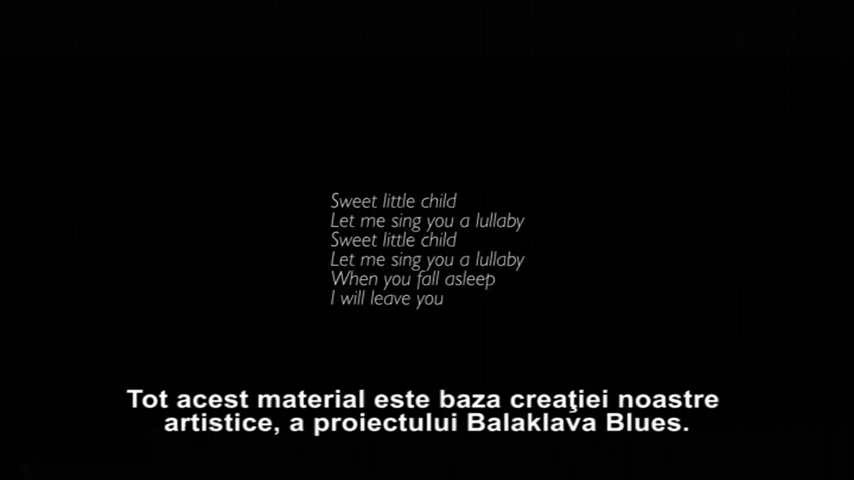 Sweet little child
Let me sing you a lullaby
Sweet little child
Let me sing you a lullaby
When you fall asleep
I will leave you
Tot acest material este baza creaţiei noastre
artistice, a proiectului Balaklava Blues.